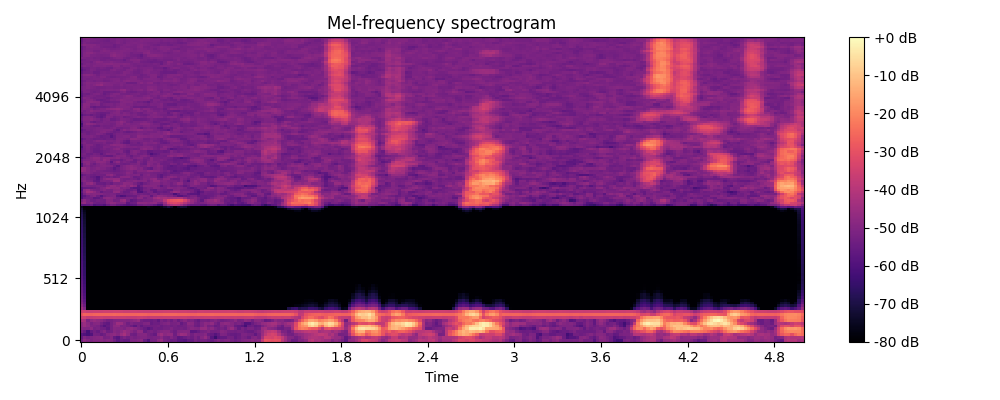 Mel-frequency spectrogram
Hz
4096
2048
1024
512
0
0 0.6 1.2 1.8 2.4 3 3.6 4.2 4.8
Time
+0 dB
-10 dB
-20 dB
-30 dB
-40 dB
-50 dB
-60 dB
-70 dB
-80 dB